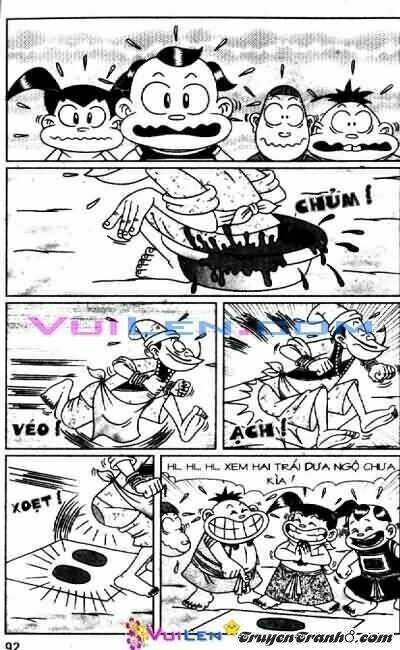 CHŨM!
VUILEN.COM
VÉO!
ẠCH!
XOẸT!
HI.. HI.. HI.. XEM HAI TRÁI DƯA NGỘ CHƯA
KÌA!
92
VUILEN
TruyenTranh8.com